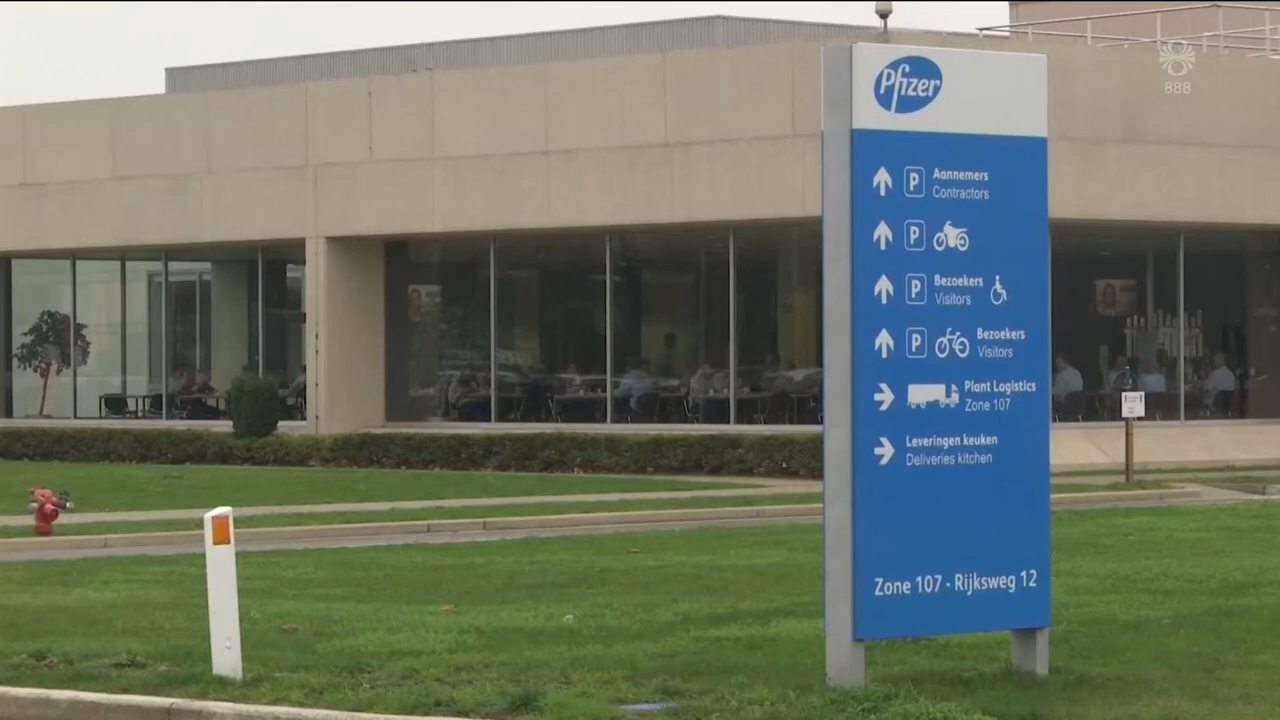 888
Pfizer
P Aannemers
Contractors
P
P Bezoekers
Visitors
P Bezoekers
Visitors
Plant Logistics
Zone 107
Leveringen keuken
Deliveries kitchen
Zone 107 - Rijksweg 12